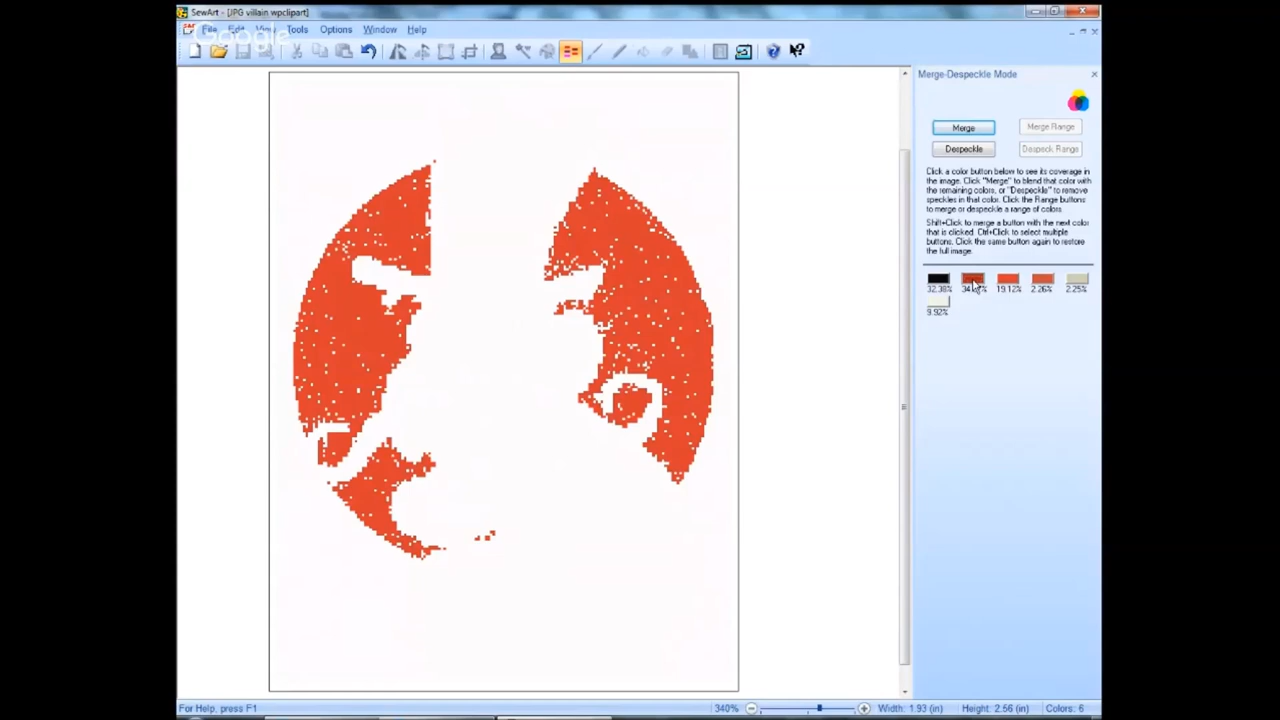 SewArt - [JPG villain wpclipart]
File Edit View Tools Options Window Help
Google
Merge-Despeckle Mode
Merge Merge Range
Despeckle Despeck Range
Click a color button below to see its coverage in
the image. Click "Merge" to blend that color with
the remaining colors, or "Despeckle" to remove
speckles in that color. Click the Range buttons
to merge or despeckle a range of colors.
Shift+Click to merge a button with the next color
that is clicked. Ctrl+Click to select multiple
buttons. Click the same button again to restore
the full image.
32.38% 19.12% 2.26% 2.25%
9.92%
For Help, press F1 340% Width: 1.93 (in) Height: 2.56 (in) Colors: 6